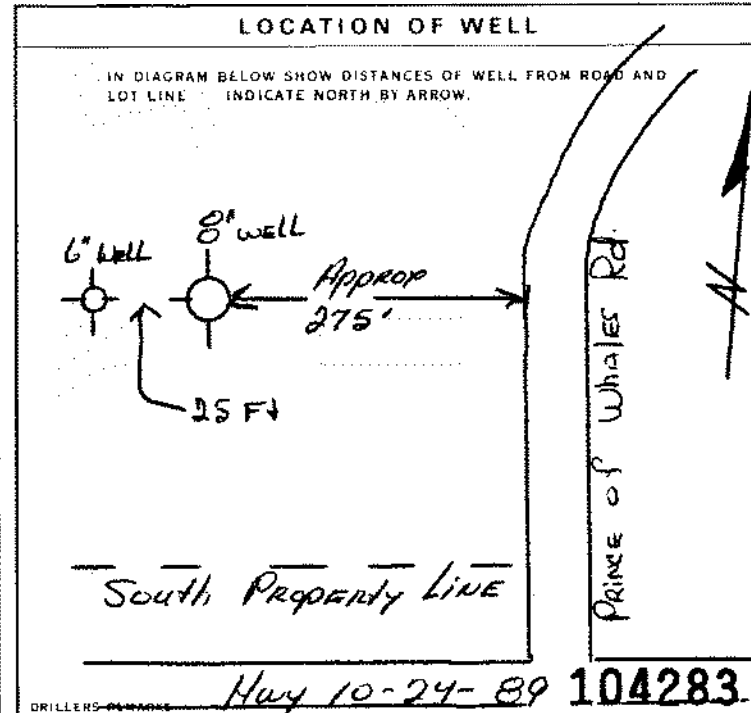 LOCATION OF WELL
IN DIAGRAM BELOW SHOW DISTANCES OF WELL FROM ROAD AND
LOT LINE INDICATE NORTH BY ARROW.
8" WELL
6" WELL
APPROP
275'
25 Ft
N
PRINCE OF WHALES Rd.
South PROPERTY LINE
Hwy 10-24-89 104283
DRILLERS REMARKS